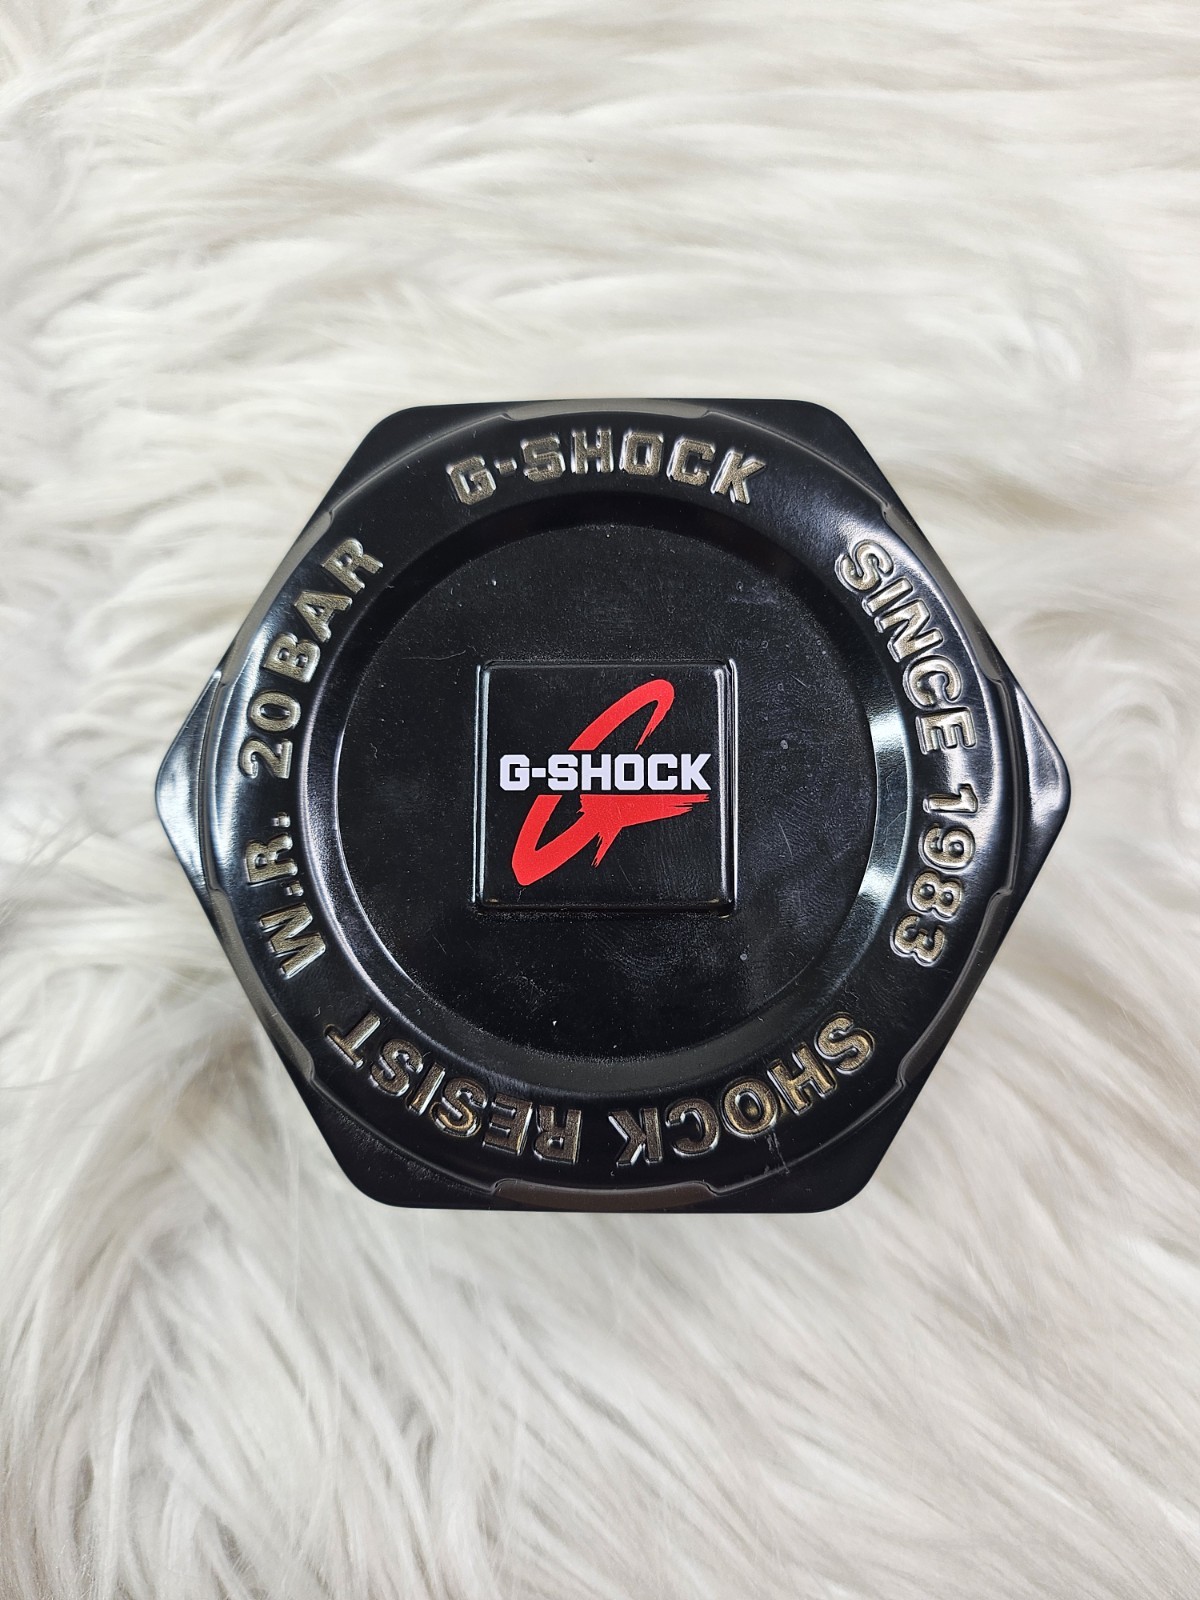 G-SHOCK
SINCE 1983
SHOCK RESIST
W.R. 20BAR
G-SHOCK